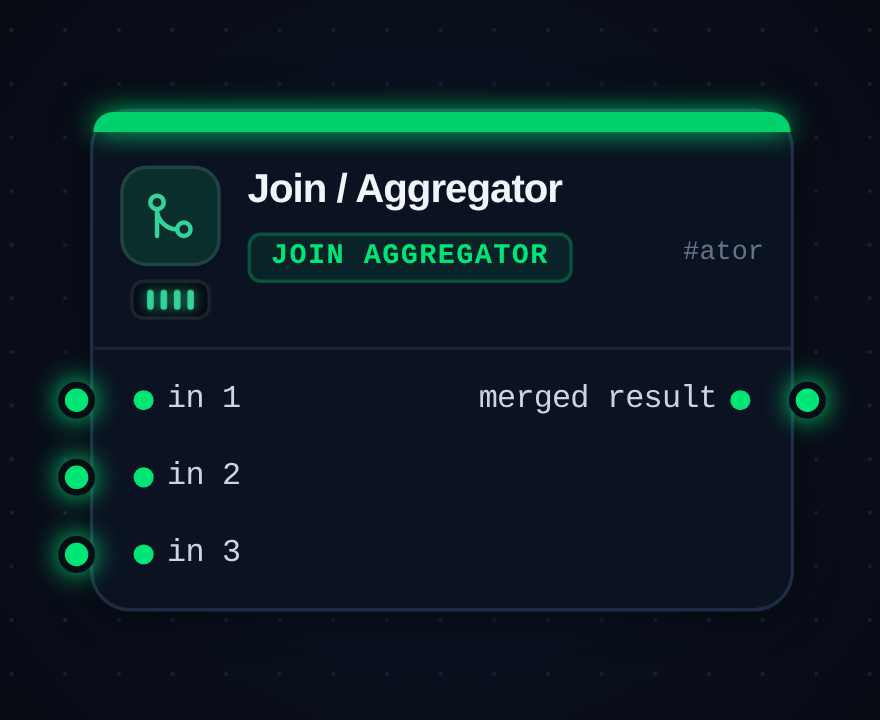 Join / Aggregator
JOIN AGGREGATOR
#ator
in 1
merged result
in 2
in 3